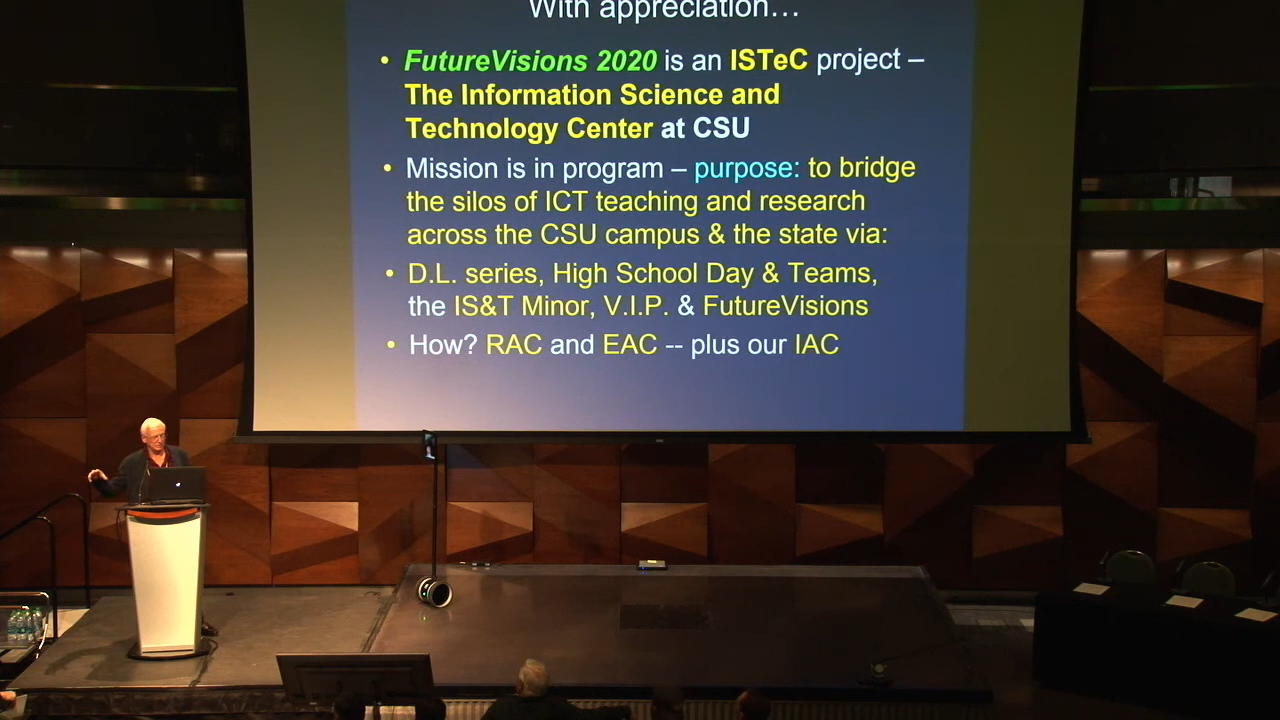 With appreciation…
• FutureVisions 2020 is an ISTeC project –
The Information Science and
Technology Center at CSU
• Mission is in program – purpose: to bridge
the silos of ICT teaching and research
across the CSU campus & the state via:
• D.L. series, High School Day & Teams,
the IS&T Minor, V.I.P. & FutureVisions
• How? RAC and EAC -- plus our IAC